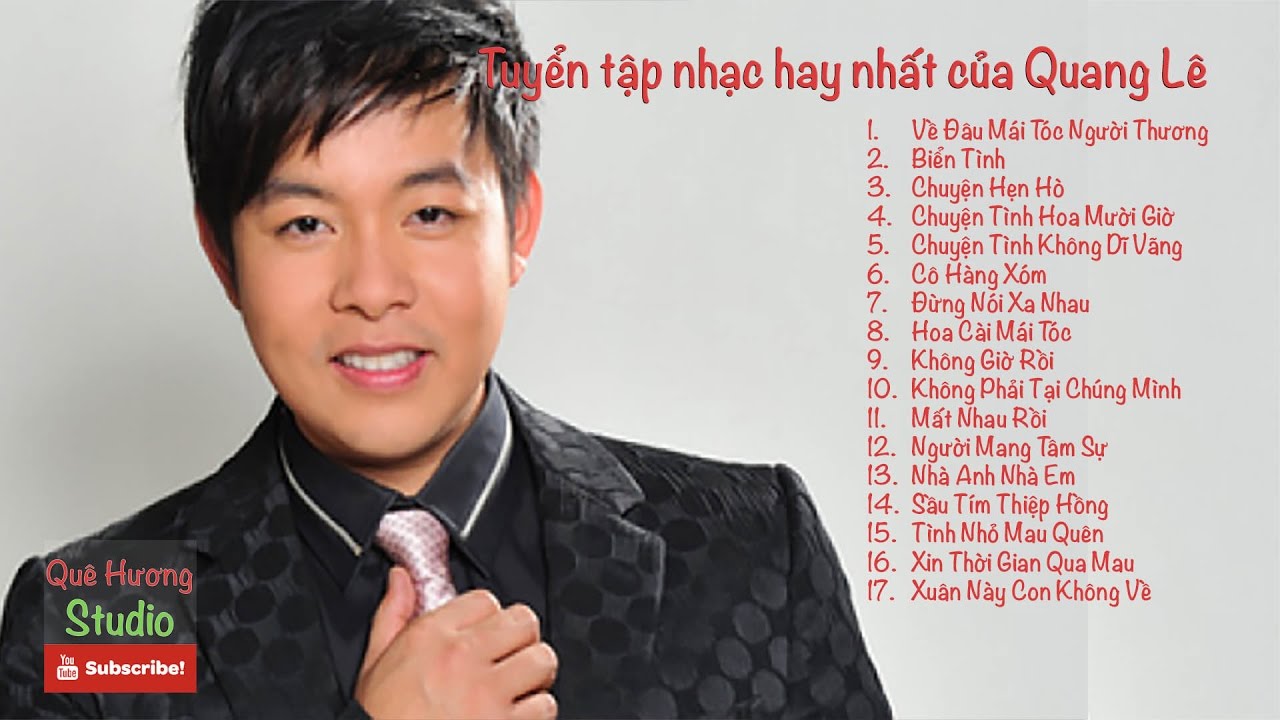 Tuyển tập nhạc hay nhất của Quang Lê
1. Về Đâu Mái Tóc Người Thương
2. Biển Tình
3. Chuyện Hẹn Hò
4. Chuyện Tình Hoa Mười Giờ
5. Chuyện Tình Không Dĩ Vãng
6. Cô Hàng Xóm
7. Đừng Nói Xa Nhau
8. Hoa Cài Mái Tóc
9. Không Giờ Rồi
10. Không Phải Tại Chúng Mình
11. Mất Nhau Rồi
12. Người Mang Tâm Sự
13. Nhà Anh Nhà Em
14. Sầu Tím Thiệp Hồng
15. Tình Nhỏ Mau Quên
16. Xin Thời Gian Qua Mau
17. Xuân Này Con Không Về
Quê Hương
Studio
You Tube Subscribe!